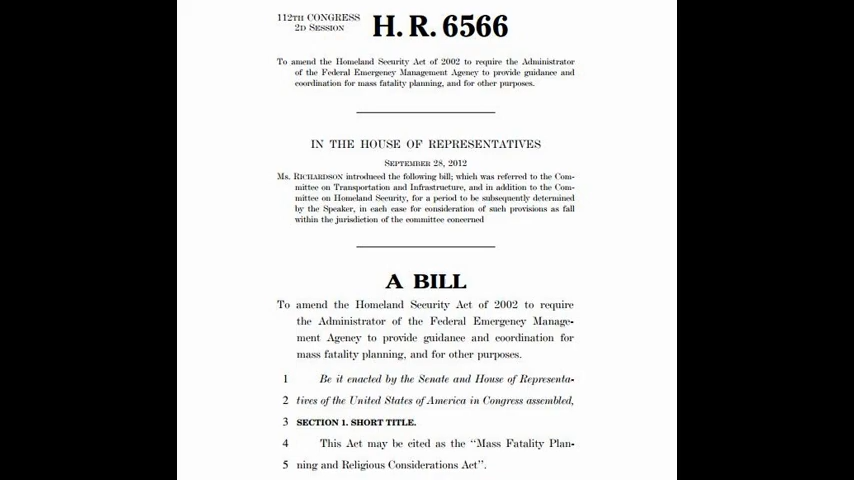 112TH CONGRESS
2D SESSION
H. R. 6566
To amend the Homeland Security Act of 2002 to require the Administrator
of the Federal Emergency Management Agency to provide guidance and
coordination for mass fatality planning, and for other purposes.
IN THE HOUSE OF REPRESENTATIVES
SEPTEMBER 28, 2012
Ms. RICHARDSON introduced the following bill; which was referred to the Com-
mittee on Transportation and Infrastructure, and in addition to the Com-
mittee on Homeland Security, for a period to be subsequently determined
by the Speaker, in each case for consideration of such provisions as fall
within the jurisdiction of the committee concerned
A BILL
To amend the Homeland Security Act of 2002 to require
the Administrator of the Federal Emergency Manage-
ment Agency to provide guidance and coordination for
mass fatality planning, and for other purposes.
1 Be it enacted by the Senate and House of Representa-
2 tives of the United States of America in Congress assembled,
3 SECTION 1. SHORT TITLE.
4 This Act may be cited as the ‘‘Mass Fatality Plan-
5 ning and Religious Considerations Act’’.